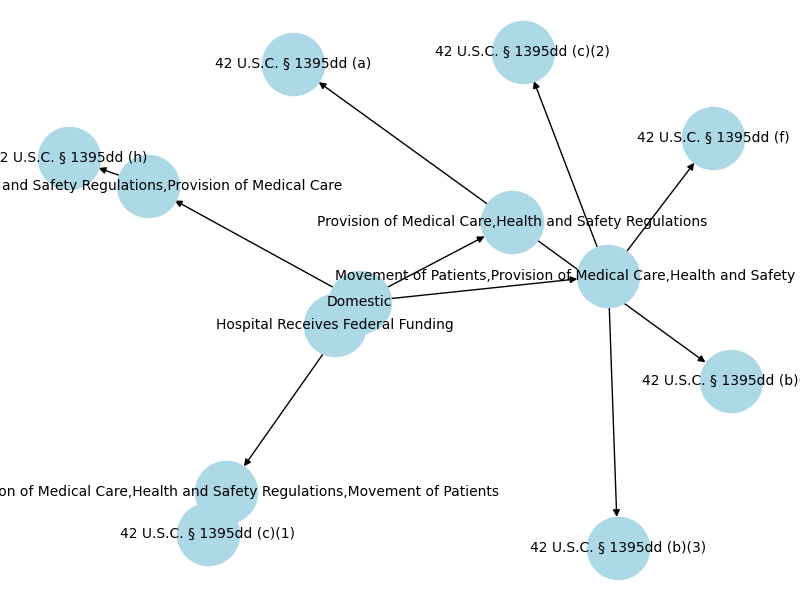 42 U.S.C. § 1395dd (c)(2)
42 U.S.C. § 1395dd (a)
42 U.S.C. § 1395dd (f)
2 U.S.C. § 1395dd (h)
and Safety Regulations,Provision of Medical Care
Provision of Medical Care,Health and Safety Regulations
Movement of Patients,Provision of Medical Care,Health and Safety
Domestic
Hospital Receives Federal Funding
42 U.S.C. § 1395dd (b)
on of Medical Care,Health and Safety Regulations,Movement of Patients
42 U.S.C. § 1395dd (c)(1)
42 U.S.C. § 1395dd (b)(3)